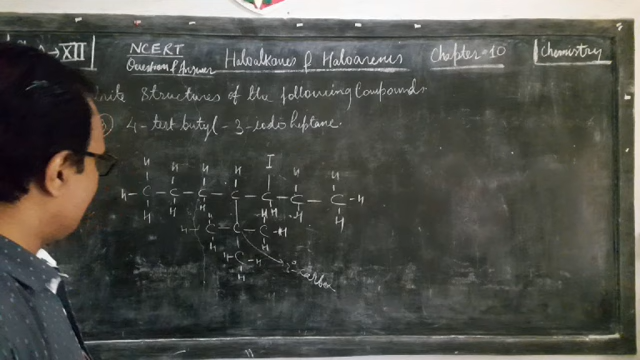 XII
NCERT
Question & Answer
Haloalkanes & Haloarenes
Chapter-10
Chemistry
Write Structures of the following Compounds
4-tert butyl-3-iodo heptane.
I
H H H H H H
H-C-C-C-C-C-C-C-H
H H H H H H
H-C-C-C-H
H H
H-C-H
H
3° carbon